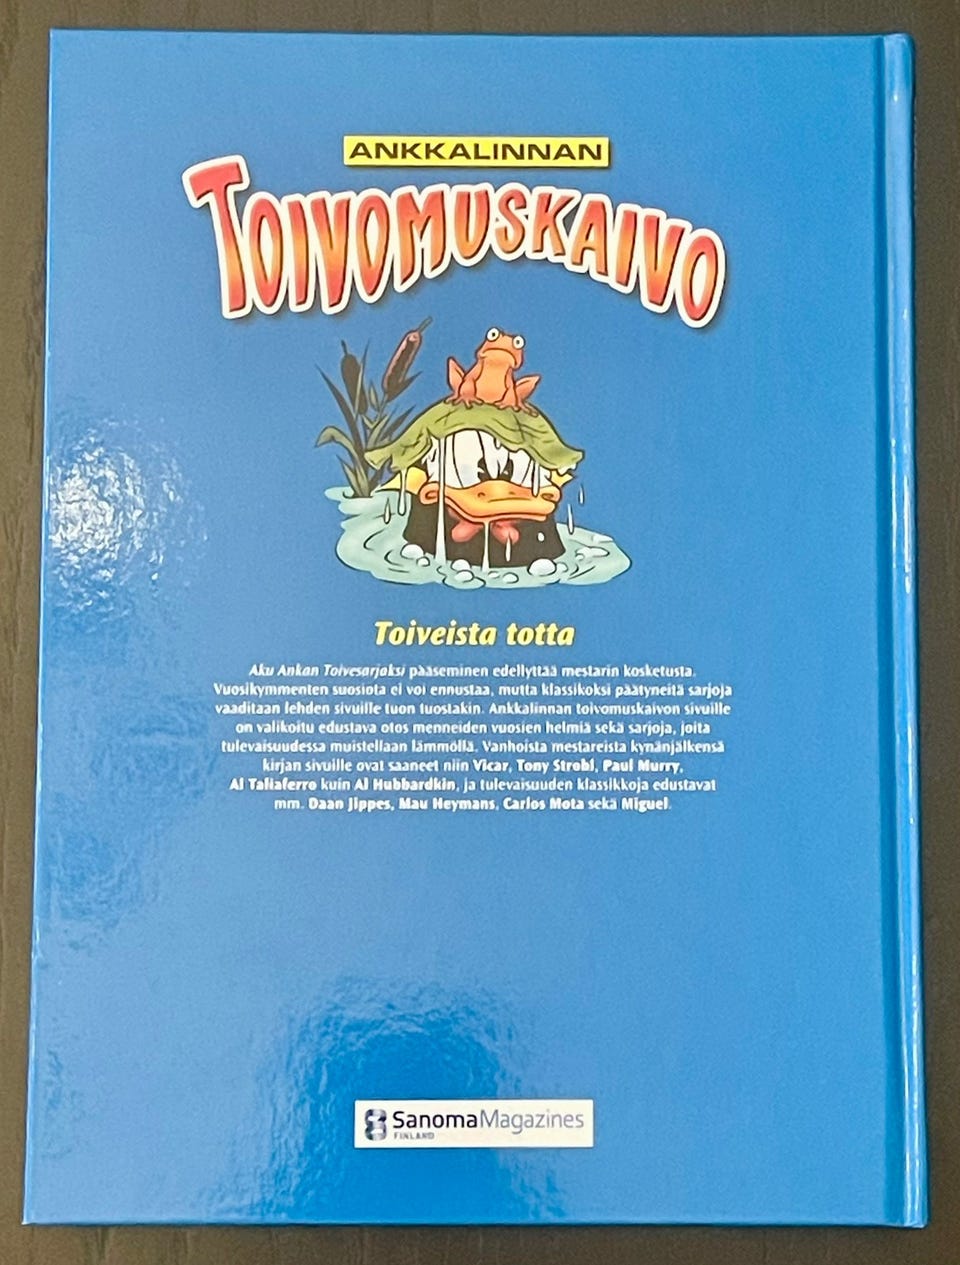 ANKKALINNAN
TOIVOMUSKAIVO
Toiveista totta
Aku Ankan Toivesarjaksi pääseminen edellyttää mestarin kosketusta.
Vuosikymmenten suosiota ei voi ennustaa, mutta klassikoksi päätyneitä sarjoja
vaaditaan lehden sivuille tuon tuostakin. Ankkalinnan toivomuskaivon sivuille
on valikoitu edustava otos menneiden vuosien helmiä sekä sarjoja, joita
tulevaisuudessa muistellaan lämmöllä. Vanhoista mestareista kynänjälkensä
kirjan sivuille ovat saaneet niin Vicar, Tony Strobl, Paul Murry,
Al Taliaferro kuin Al Hubbardkin, ja tulevaisuuden klassikkoja edustavat
mm. Daan Jippes, Mau Heymans, Carlos Mota sekä Miguel.
SanomaMagazines
FINLAND